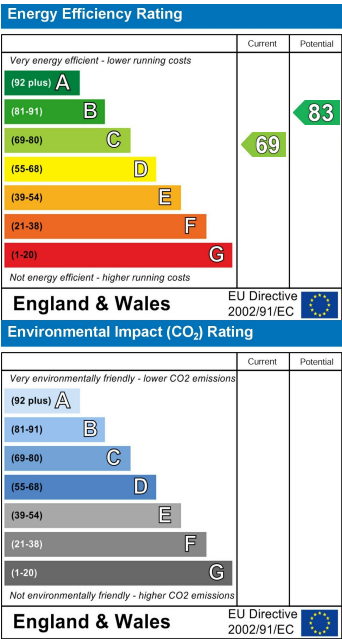 Energy Efficiency Rating
Current Potential
Very energy efficient - lower running costs
(92 plus) A
(81-91) B
(69-80) C
(55-68) D
(39-54) E
(21-38) F
(1-20) G
69
83
Not energy efficient - higher running costs
England & Wales
EU Directive
2002/91/EC
Environmental Impact (CO2) Rating
Current Potential
Very environmentally friendly - lower CO2 emissions
(92 plus) A
(81-91) B
(69-80) C
(55-68) D
(39-54) E
(21-38) F
(1-20) G
Not environmentally friendly - higher CO2 emissions
England & Wales
EU Directive
2002/91/EC